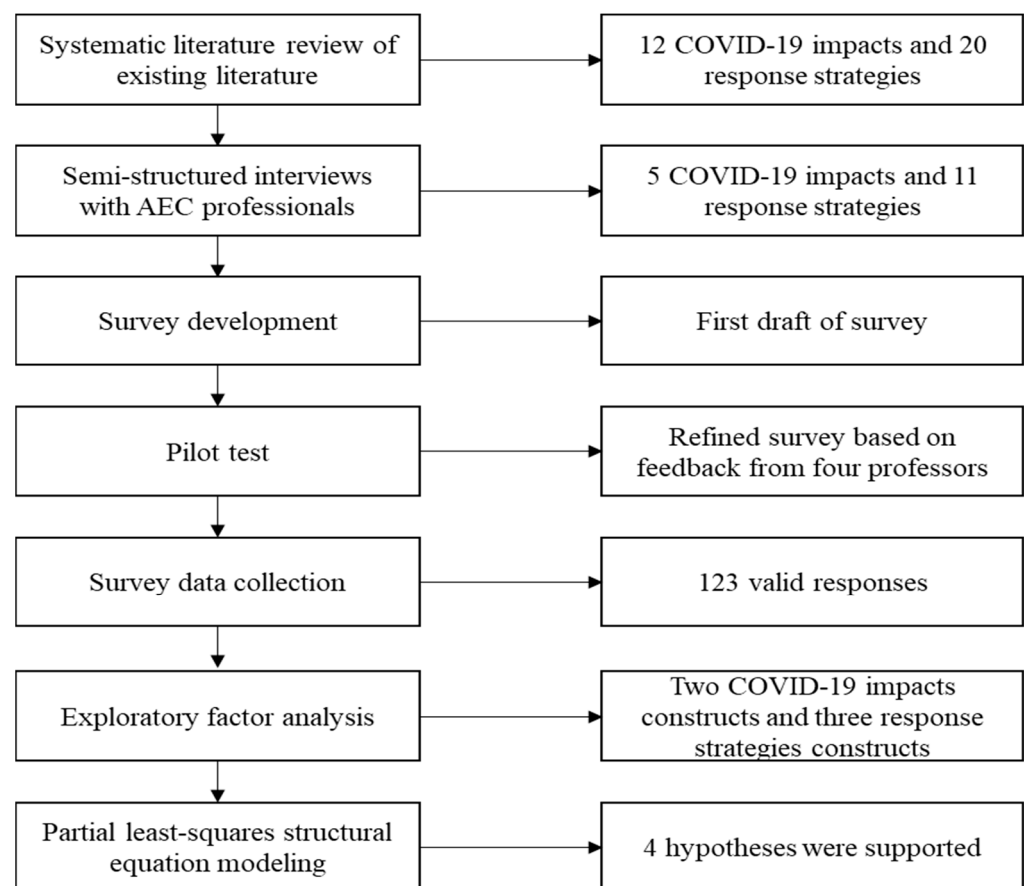 Systematic literature review of
existing literature
12 COVID-19 impacts and 20
response strategies
Semi-structured interviews
with AEC professionals
5 COVID-19 impacts and 11
response strategies
Survey development
First draft of survey
Pilot test
Refined survey based on
feedback from four professors
Survey data collection
123 valid responses
Exploratory factor analysis
Two COVID-19 impacts
constructs and three response
strategies constructs
Partial least-squares structural
equation modeling
4 hypotheses were supported